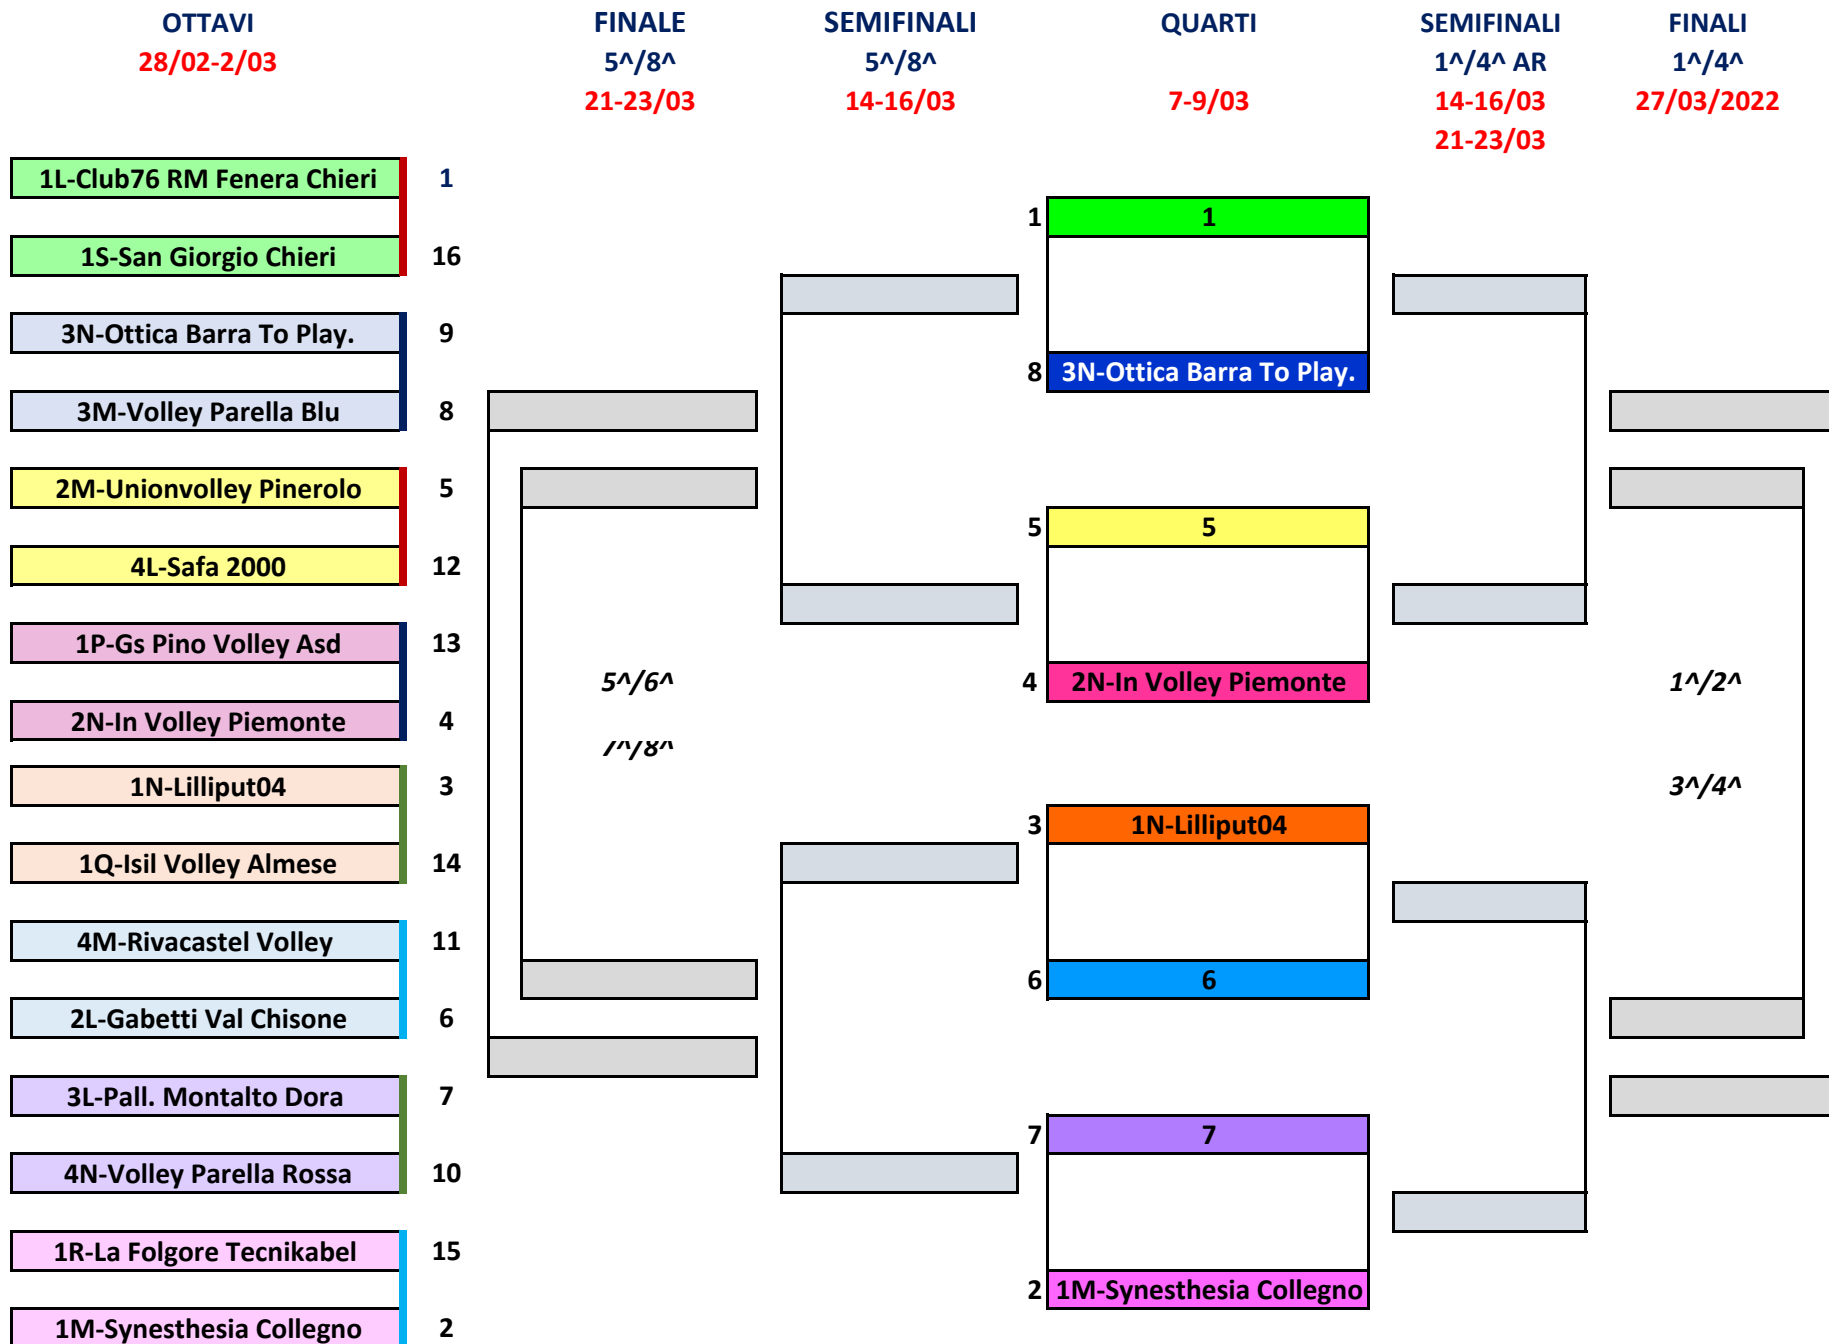 OTTAVI FINALE SEMIFINALI QUARTI SEMIFINALI FINALI
28/02-2/03 5^/8^ 5^/8^ 1^/4^ AR 1^/4^
21-23/03 14-16/03 7-9/03 14-16/03 27/03/2022
21-23/03
1L-Club76 RM Fenera Chieri 1
1 1
1S-San Giorgio Chieri 16
3N-Ottica Barra To Play. 9
8 3N-Ottica Barra To Play.
3M-Volley Parella Blu 8
2M-Unionvolley Pinerolo 5
5 5
4L-Safa 2000 12
1P-Gs Pino Volley Asd 13
5^/6^ 4 2N-In Volley Piemonte 1^/2^
2N-In Volley Piemonte 4
7^/8^
1N-Lilliput04 3 3^/4^
3 1N-Lilliput04
1Q-Isil Volley Almese 14
4M-Rivacastel Volley 11
6 6
2L-Gabetti Val Chisone 6
3L-Pall. Montalto Dora 7
7 7
4N-Volley Parella Rossa 10
1R-La Folgore Tecnikabel 15
2 1M-Synesthesia Collegno
1M-Synesthesia Collegno 2